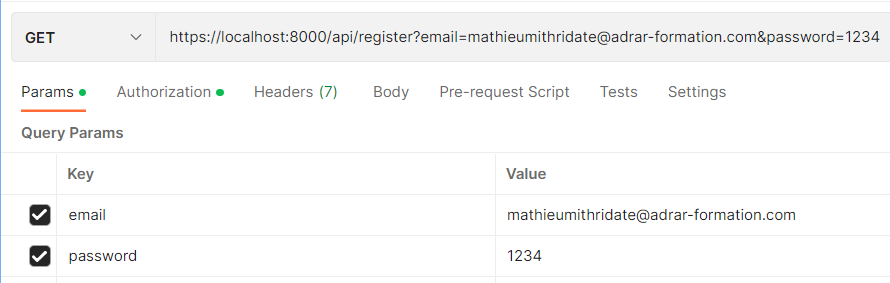 GET https://localhost:8000/api/register?email=mathieumithridate@adrar-formation.com&password=1234
Params Authorization Headers (7) Body Pre-request Script Tests Settings
Query Params
Key Value
email mathieumithridate@adrar-formation.com
password 1234